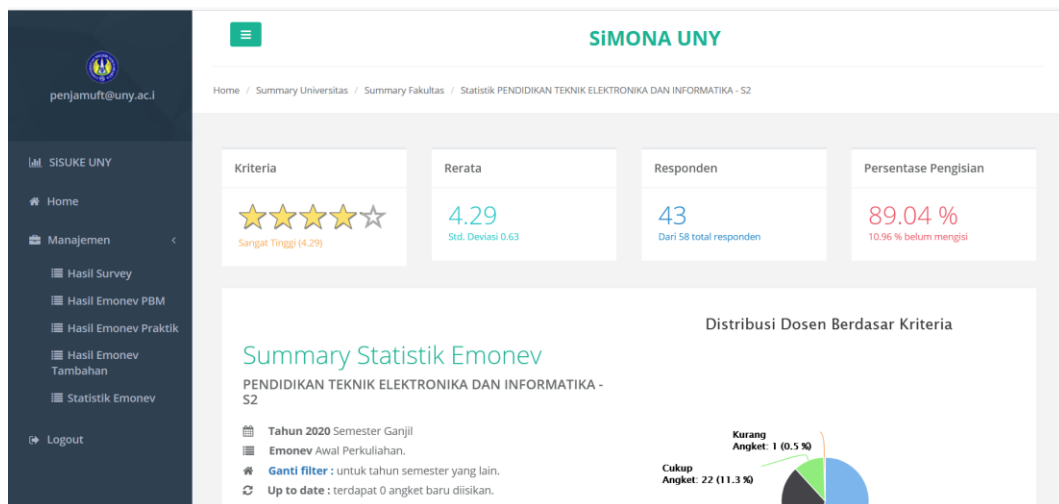 SiMONA UNY
penjamuft@uny.ac.i
Home / Summary Universitas / Summary Fakultas / Statistik PENDIDIKAN TEKNIK ELEKTRONIKA DAN INFORMATIKA - S2
SISUKE UNY
Home
Manajemen
Hasil Survey
Hasil Emonev PBM
Hasil Emonev Praktik
Hasil Emonev
Tambahan
Statistik Emonev
Logout
Kriteria
Sangat Tinggi (4.29)
Rerata
4.29
Std. Deviasi 0.63
Responden
43
Dari 58 total responden
Persentase Pengisian
89.04 %
10.96 % belum mengisi
Summary Statistik Emonev
PENDIDIKAN TEKNIK ELEKTRONIKA DAN INFORMATIKA -
S2
Tahun 2020 Semester Ganjil
Emonev Awal Perkuliahan.
Ganti filter : untuk tahun semester yang lain.
Up to date : terdapat 0 angket baru diisikan.
Distribusi Dosen Berdasar Kriteria
Kurang
Angket: 1 (0.5 %)
Cukup
Angket: 22 (11.3 %)